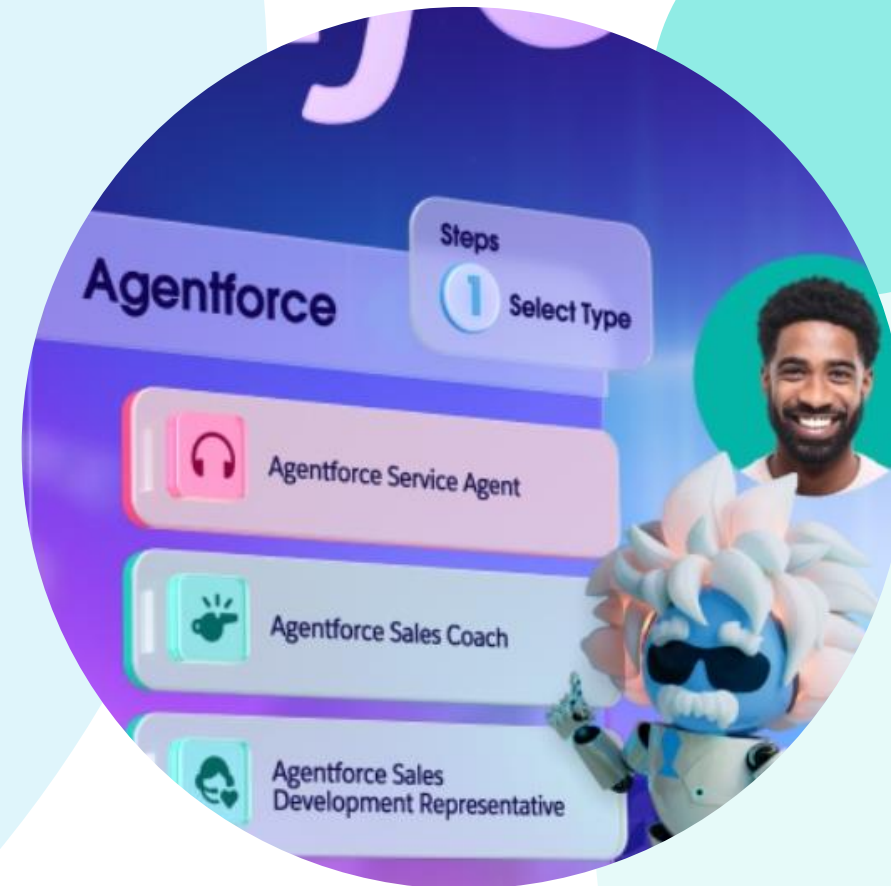 Agentforce
Steps
1
Select Type
Agentforce Service Agent
Agentforce Sales Coach
Agentforce Sales
Development Representative